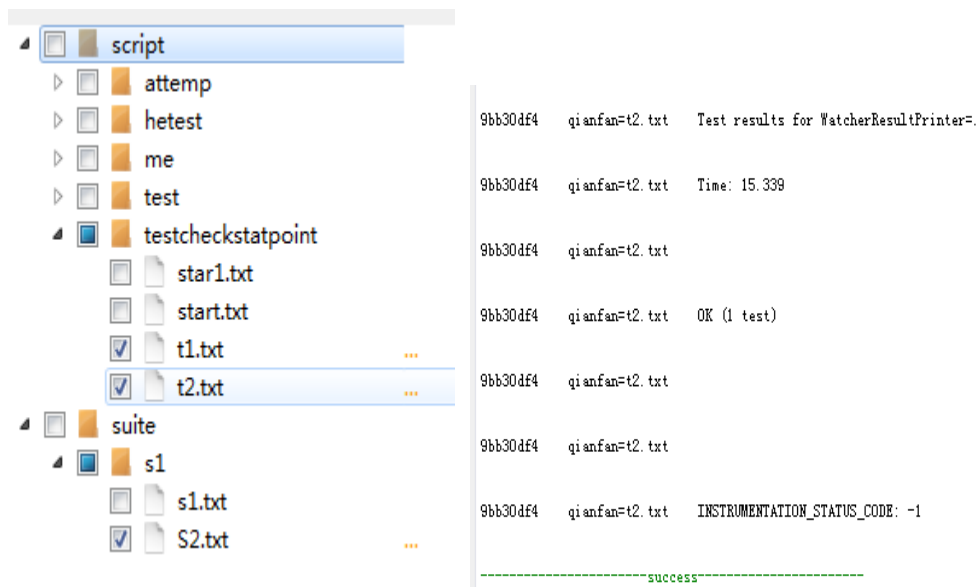 script
attemp
hetest
me
test
testcheckstatpoint
star1.txt
start.txt
t1.txt ...
t2.txt ...
suite
s1
s1.txt
S2.txt ...
9bb30df4 qianfan=t2.txt Test results for WatcherResultPrinter=.
9bb30df4 qianfan=t2.txt Time: 15.339
9bb30df4 qianfan=t2.txt
9bb30df4 qianfan=t2.txt OK (1 test)
9bb30df4 qianfan=t2.txt
9bb30df4 qianfan=t2.txt
9bb30df4 qianfan=t2.txt INSTRUMENTATION_STATUS_CODE: -1
-----------------------success-----------------------